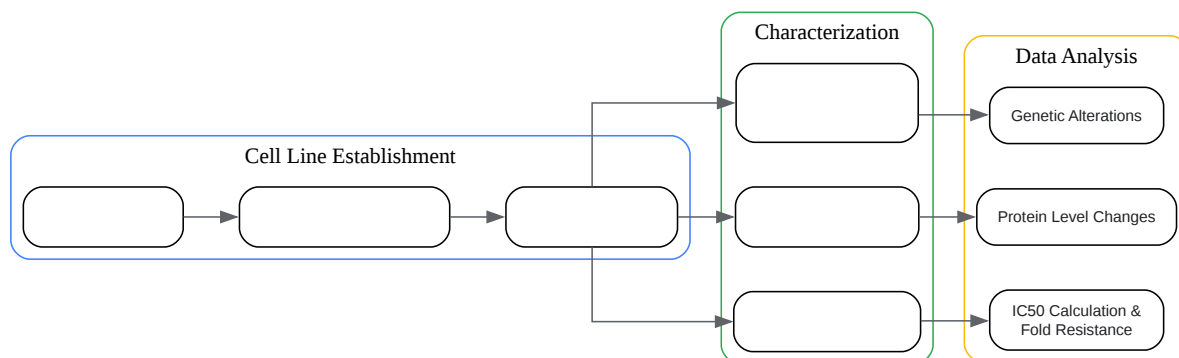 Characterization
Data Analysis
Genetic Alterations
Cell Line Establishment
Protein Level Changes
IC50 Calculation &
Fold Resistance